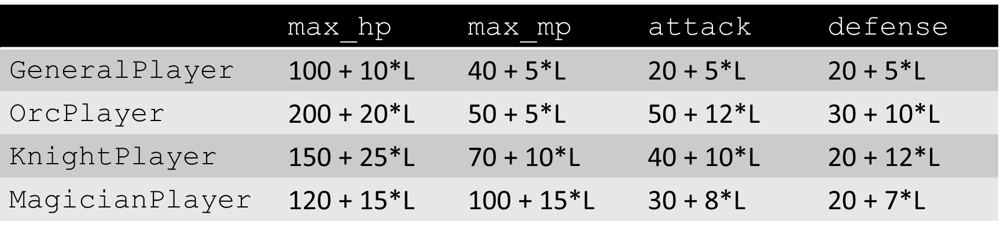 max_hp max_mp attack defense
GeneralPlayer 100 + 10*L 40 + 5*L 20 + 5*L 20 + 5*L
OrcPlayer 200 + 20*L 50 + 5*L 50 + 12*L 30 + 10*L
KnightPlayer 150 + 25*L 70 + 10*L 40 + 10*L 20 + 12*L
MagicianPlayer 120 + 15*L 100 + 15*L 30 + 8*L 20 + 7*L